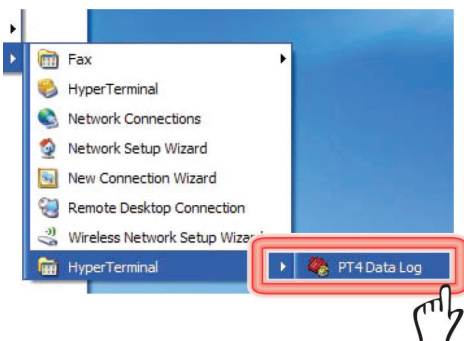 Fax
HyperTerminal
Network Connections
Network Setup Wizard
New Connection Wizard
Remote Desktop Connection
Wireless Network Setup Wizar
HyperTerminal
PT4 Data Log